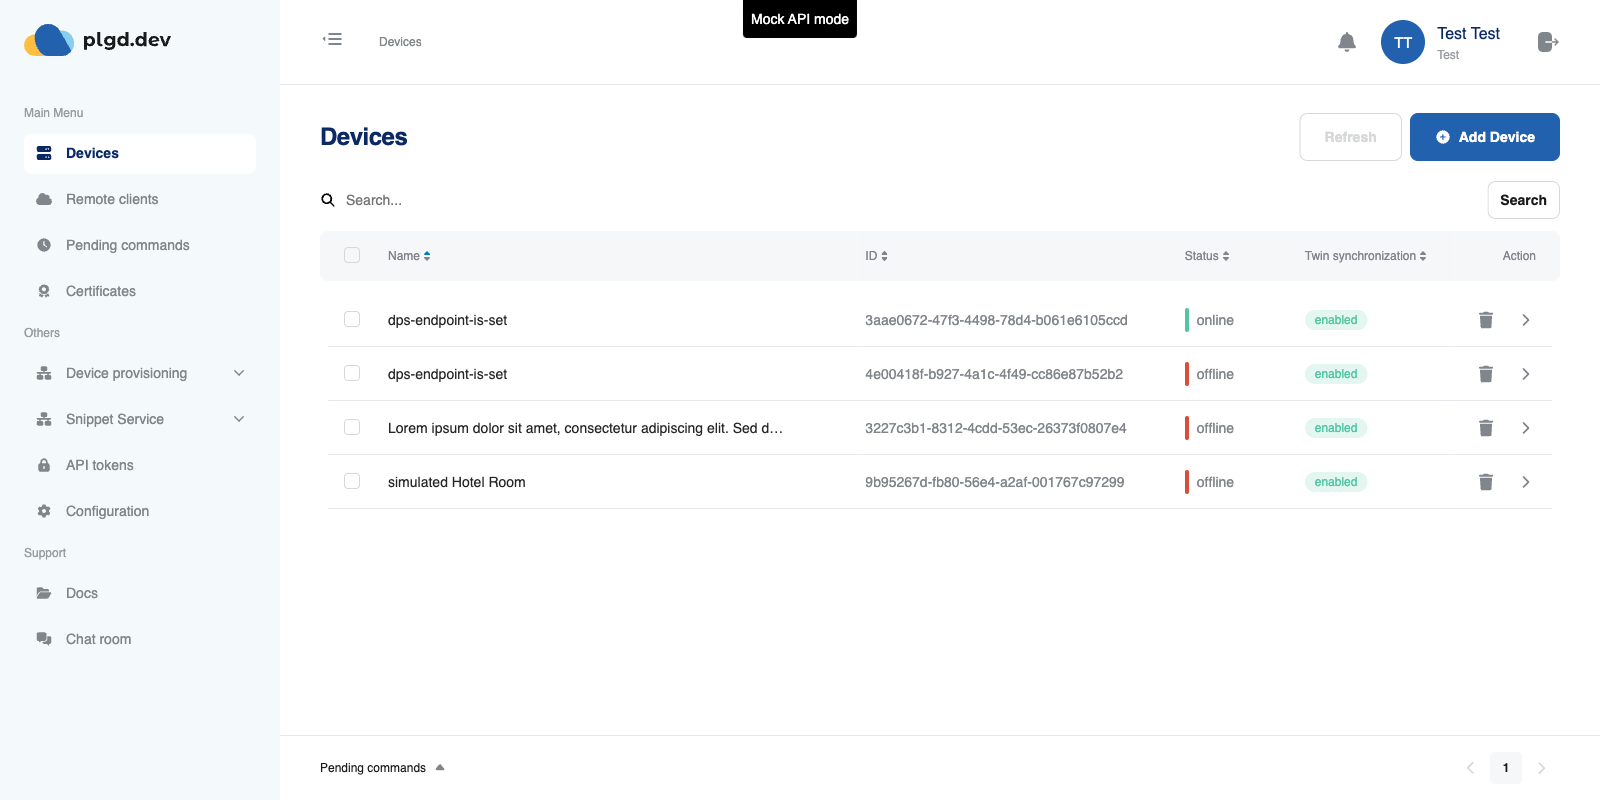 plgd.dev
Mock API mode
Devices
TT
Test Test
Test
Main Menu
Devices
Remote clients
Pending commands
Certificates
Others
Device provisioning
Snippet Service
API tokens
Configuration
Support
Docs
Chat room
Devices
Refresh
Add Device
Search...
Search
Name ID Status Twin synchronization Action
dps-endpoint-is-set 3aae0672-47f3-4498-78d4-b061e6105ccd online enabled
dps-endpoint-is-set 4e00418f-b927-4a1c-4f49-cc86e87b52b2 offline enabled
Lorem ipsum dolor sit amet, consectetur adipiscing elit. Sed d... 3227c3b1-8312-4cdd-53ec-26373f0807e4 offline enabled
simulated Hotel Room 9b95267d-fb80-56e4-a2af-001767c97299 offline enabled
Pending commands
1